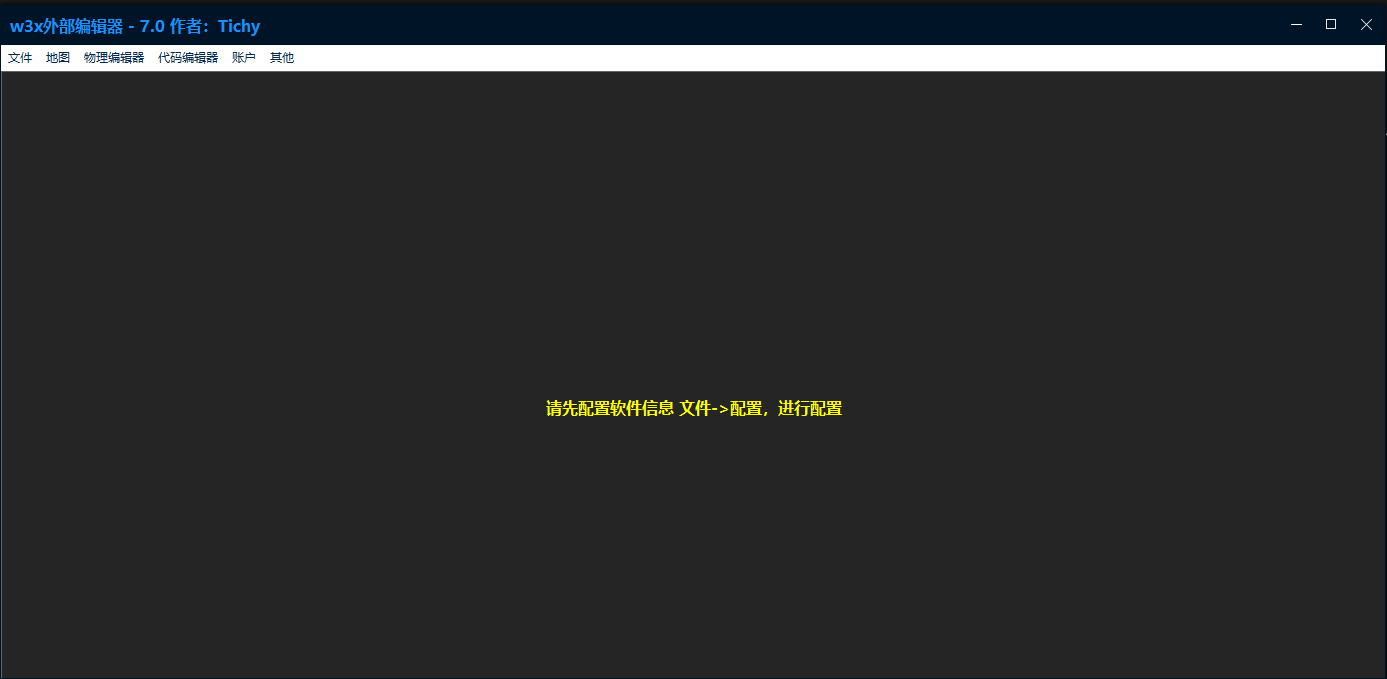 w3x外部编辑器 - 7.0 作者：Tichy
文件 地图 物理编辑器 代码编辑器 账户 其他
请先配置软件信息 文件->配置，进行配置